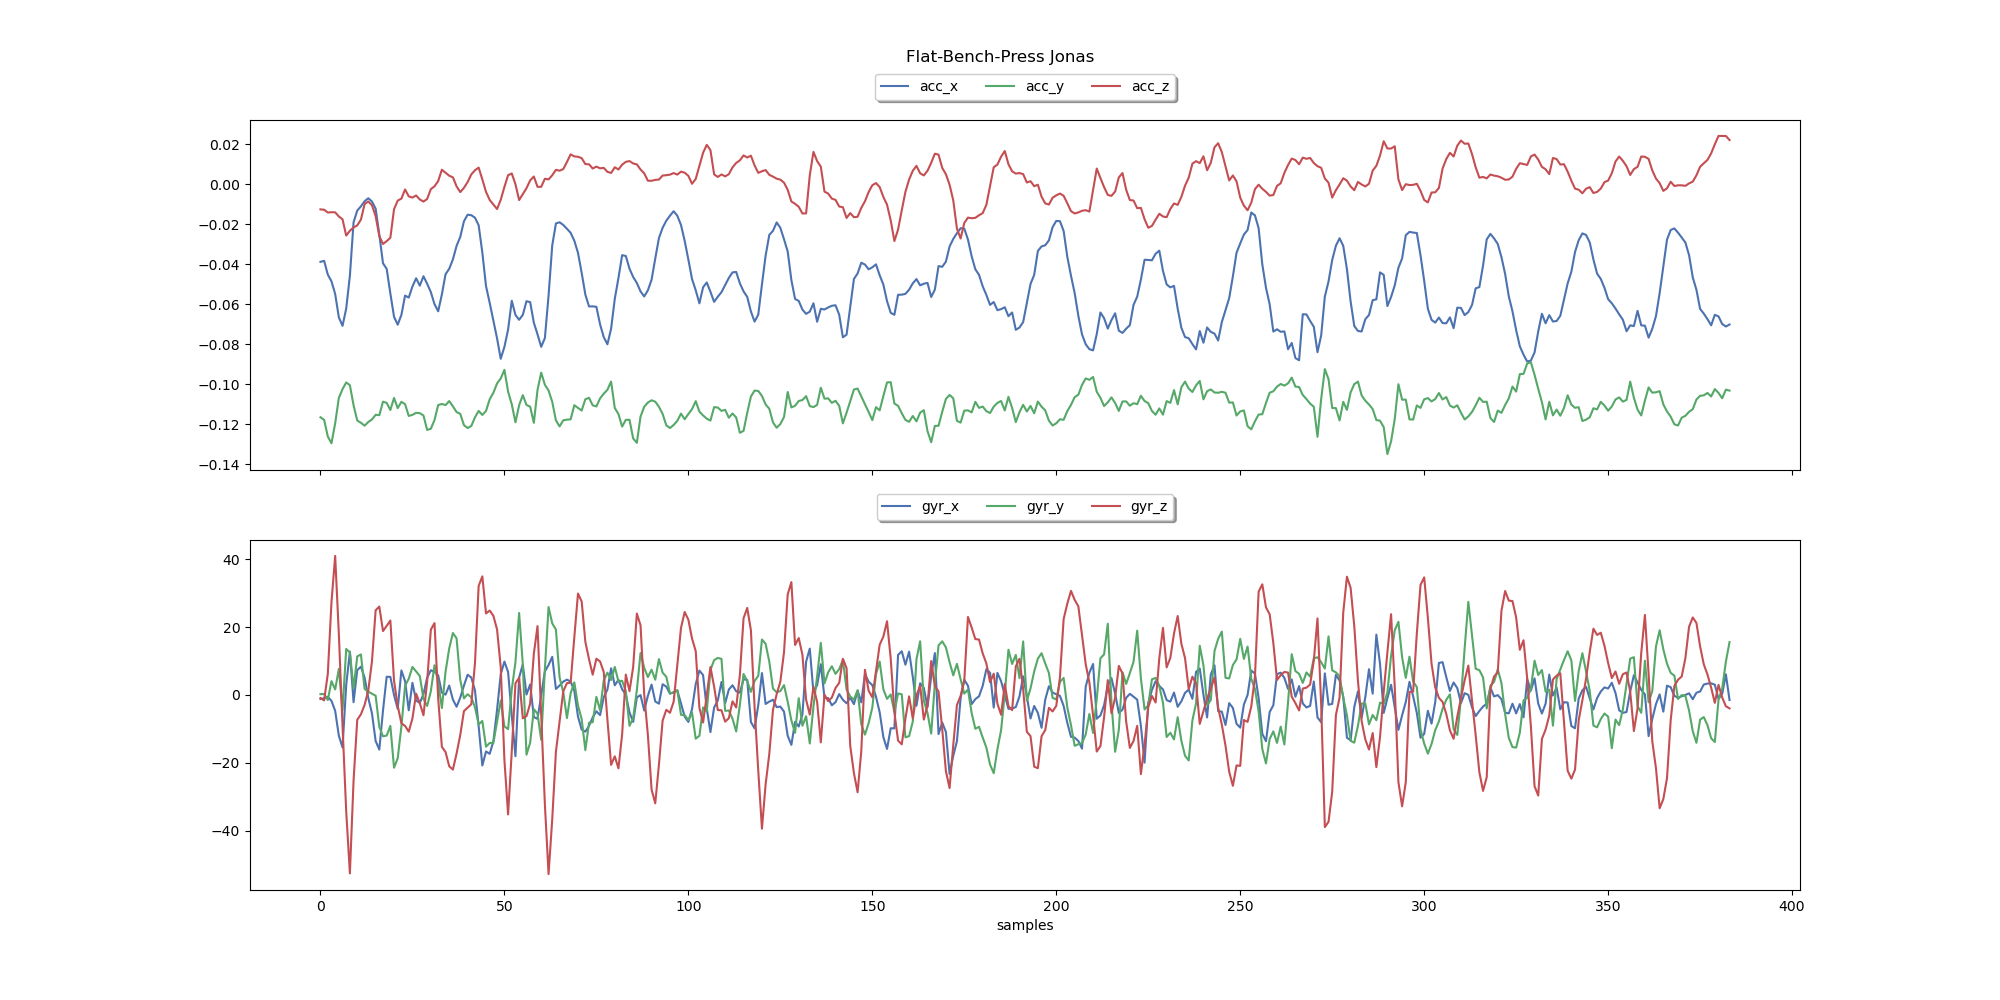 Flat-Bench-Press Jonas
acc_x acc_y acc_z
0.02
0.00
−0.02
−0.04
−0.06
−0.08
−0.10
−0.12
−0.14
gyr_x gyr_y gyr_z
40
20
0
−20
−40
0 50 100 150 200 250 300 350 400
samples